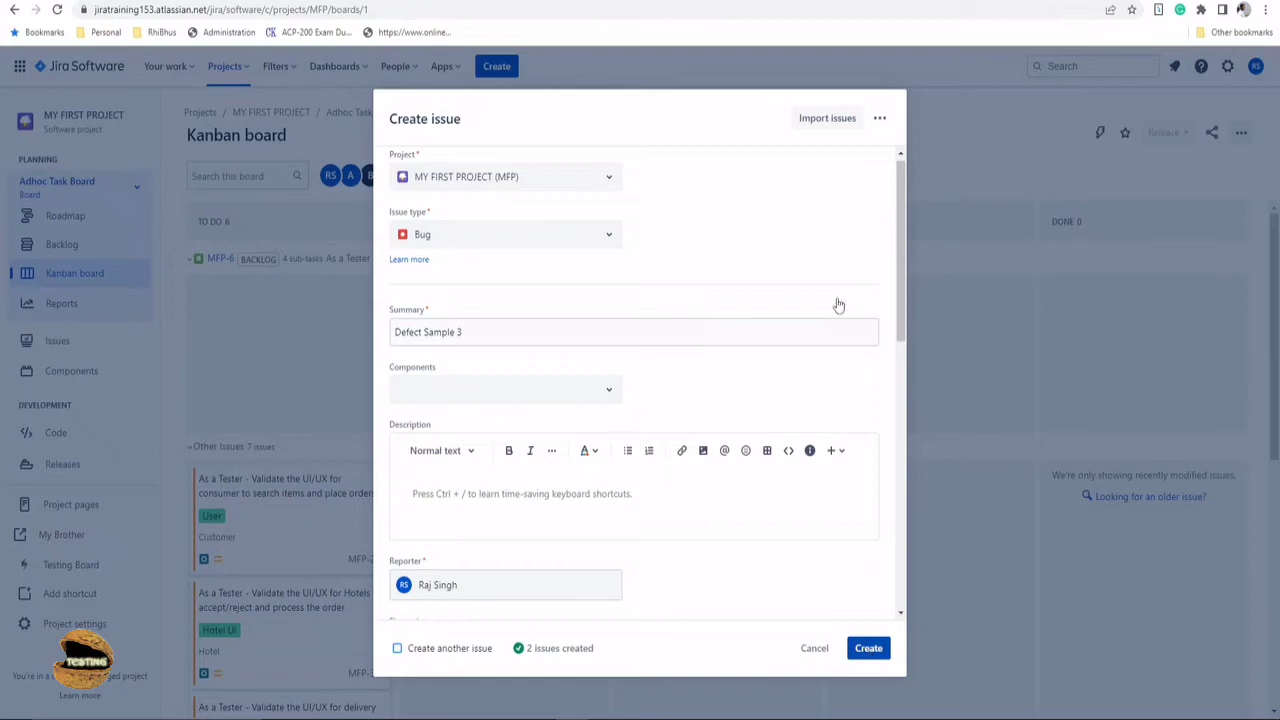 jiratraining153.atlassian.net/jira/software/c/projects/MFP/boards/1
Bookmarks Personal RhiBhus Administration ACP-200 Exam Du... https://www.online... Other bookmarks
Jira Software Your work Projects Filters Dashboards People Apps Create Search RS
MY FIRST PROJECT
Software project
PLANNING
Adhoc Task Board
Board
Roadmap
Backlog
Kanban board
Reports
Issues
Components
DEVELOPMENT
Code
Releases
Project pages
My Brother
Testing Board
Add shortcut
Project settings
TESTING
Learn more
Projects / MY FIRST PROJECT / Adhoc Task
Kanban board
Release
Search this board RS A B
TO DO 6
DONE 0
MFP-6 BACKLOG 4 sub-tasks As a Tester
Other Issues 7 issues
As a Tester - Validate the UI/UX for
consumer to search items and place orders
User
Customer
As a Tester - Validate the UI/UX for Hotels
accept/reject and process the order
Hotel UI
Hotel
As a Tester - Validate the UI/UX for delivery
We're only showing recently modified issues.
Looking for an older issue?
Create issue
Import issues
Project*
MY FIRST PROJECT (MFP)
Issue type*
Bug
Learn more
Summary*
Defect Sample 3
Components
Description
Normal text B I A
Press Ctrl + / to learn time-saving keyboard shortcuts.
Reporter*
RS Raj Singh
Create another issue 2 issues created Cancel Create